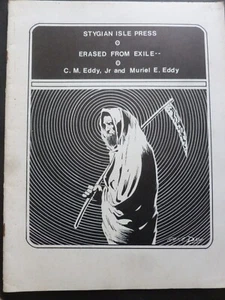 STYGIAN ISLE PRESS
O
ERASED FROM EXILE--
O
C. M. Eddy, Jr and Muriel E. Eddy